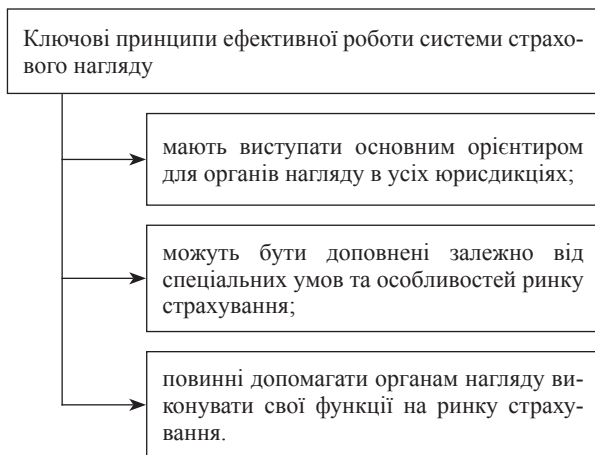 Ключові принципи ефективної роботи системи страхо-
вого нагляду
мають виступати основним орієнтиром
для органів нагляду в усіх юрисдикціях;
можуть бути доповнені залежно від
спеціальних умов та особливостей ринку
страхування;
повинні допомагати органам нагляду ви-
конувати свої функції на ринку страху-
вання.